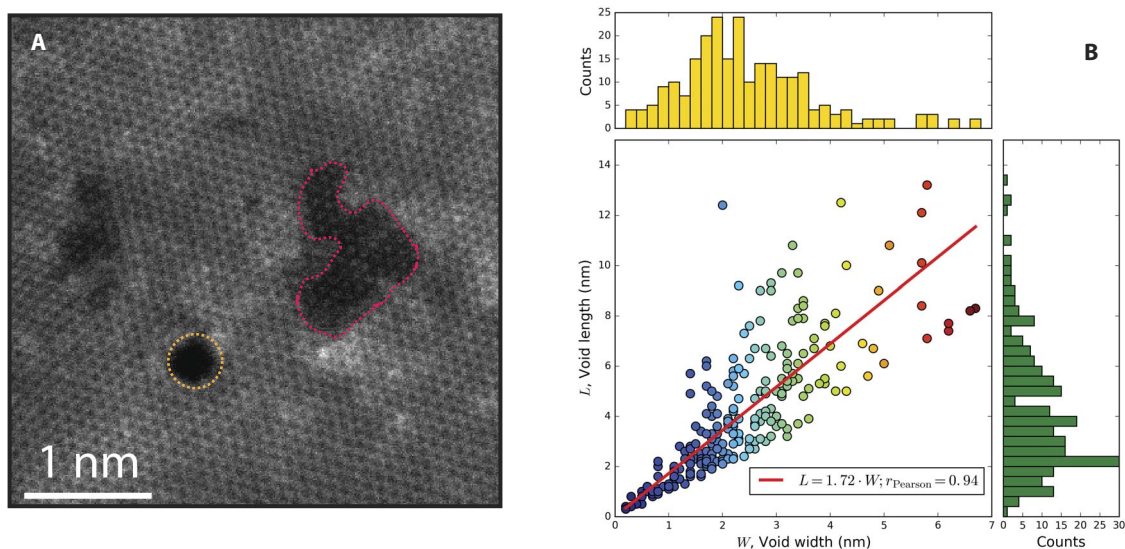 A
1 nm
B
25
20
15
10
5
0
Counts
14
12
10
8
6
4
2
0
L, Void length (nm)
L = 1.72 · W; r_Pearson = 0.94
0 1 2 3 4 5 6 7
W, Void width (nm)
0 5 10 15 20 25 30
Counts